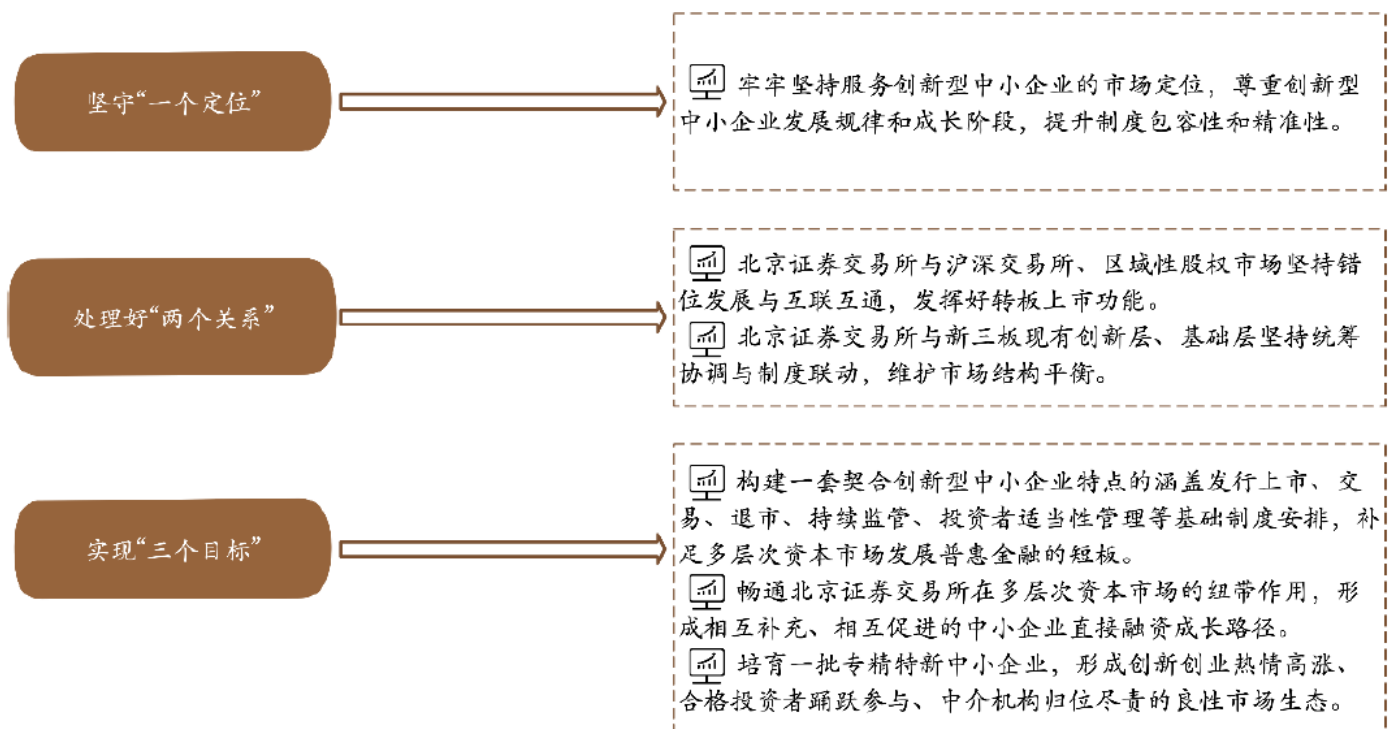 坚守“一个定位”
牢牢坚持服务创新型中小企业的市场定位，尊重创新型
中小企业发展规律和成长阶段，提升制度包容性和精准性。
处理好“两个关系”
北京证券交易所与沪深交易所、区域性股权市场坚持错
位发展与互联互通，发挥好转板上市功能。
北京证券交易所与新三板现有创新层、基础层坚持统筹
协调与制度联动，维护市场结构平衡。
实现“三个目标”
构建一套契合创新型中小企业特点的涵盖发行上市、交
易、退市、持续监管、投资者适当性管理等基础制度安排，补
足多层次资本市场发展普惠金融的短板。
畅通北京证券交易所在多层次资本市场的纽带作用，形
成相互补充、相互促进的中小企业直接融资成长路径。
培育一批专精特新中小企业，形成创新创业热情高涨、
合格投资者踊跃参与、中介机构归位尽责的良性市场生态。